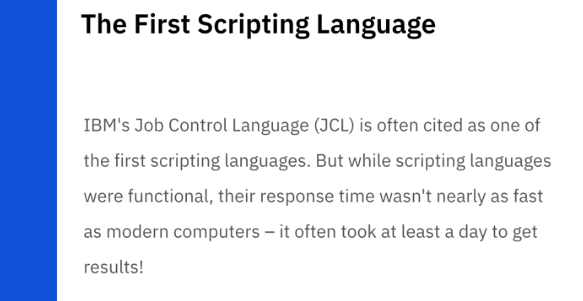 The First Scripting Language
IBM's Job Control Language (JCL) is often cited as one of
the first scripting languages. But while scripting languages
were functional, their response time wasn't nearly as fast
as modern computers – it often took at least a day to get
results!